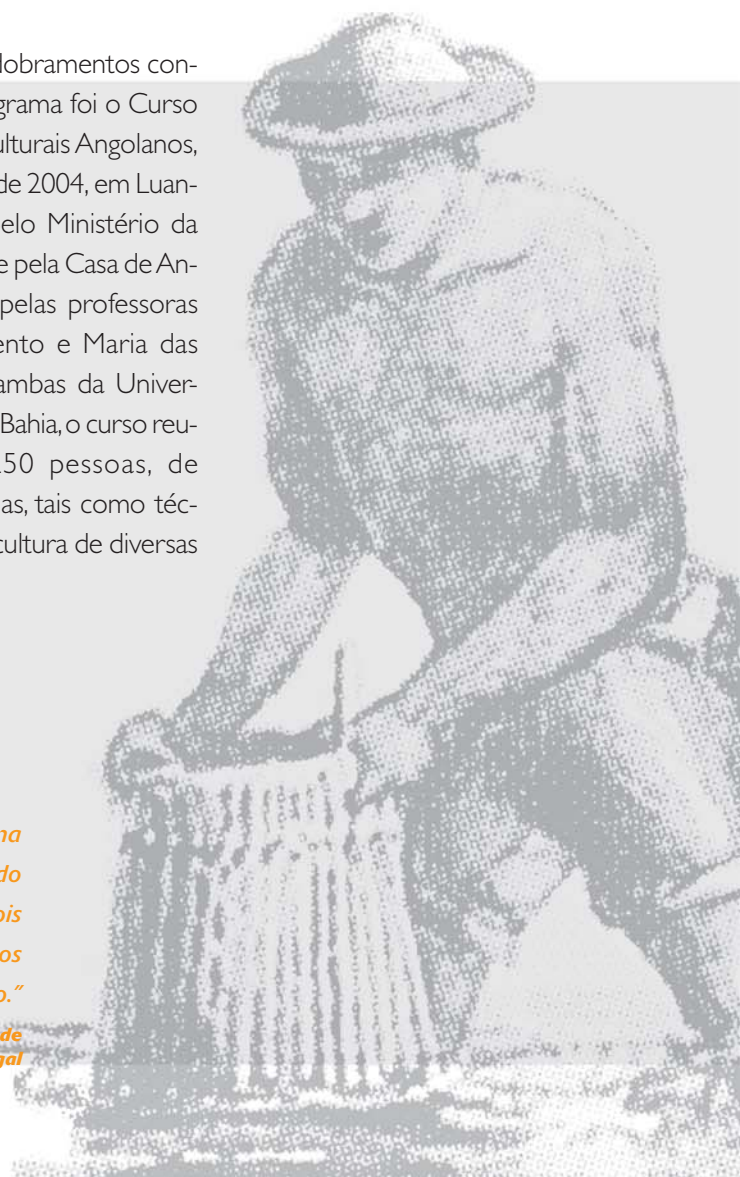 dobramentos con-
grama foi o Curso
ulturais Angolanos,
de 2004, em Luan-
elo Ministério da
e pela Casa de An-
pelas professoras
ento e Maria das
ambas da Univer-
Bahia, o curso reu-
250 pessoas, de
as, tais como téc-
cultura de diversas
na
do
ois
os
o."
de
gal